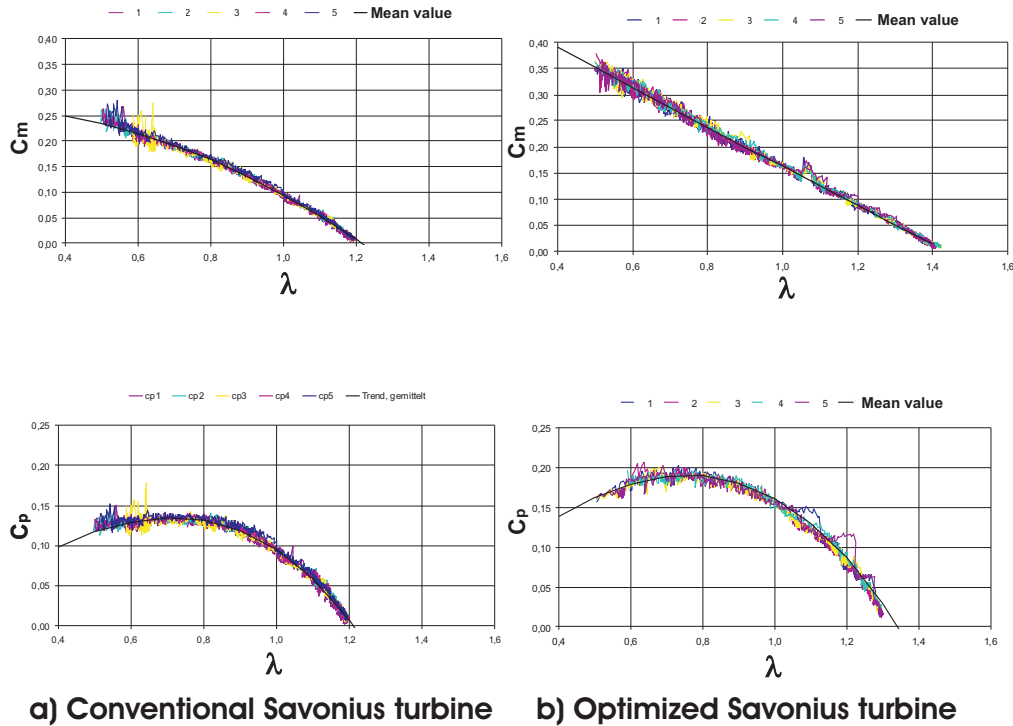 1 2 3 4 5 Mean value
0,40
0,35
0,30
0,25
0,20
0,15
0,10
0,05
0,00
Cm
0,4 0,6 0,8 1,0 1,2 1,4 1,6
λ
1 2 3 4 5 Mean value
0,40
0,35
0,30
0,25
0,20
0,15
0,10
0,05
0,00
Cm
0,4 0,6 0,8 1,0 1,2 1,4 1,6
λ
cp1 cp2 cp3 cp4 cp5 Trend, gemittelt
0,25
0,20
0,15
0,10
0,05
0,00
Cp
0,4 0,6 0,8 1,0 1,2 1,4 1,6
λ
1 2 3 4 5 Mean value
0,25
0,20
0,15
0,10
0,05
0,00
Cp
0,4 0,6 0,8 1,0 1,2 1,4 1,6
λ
a) Conventional Savonius turbine
b) Optimized Savonius turbine